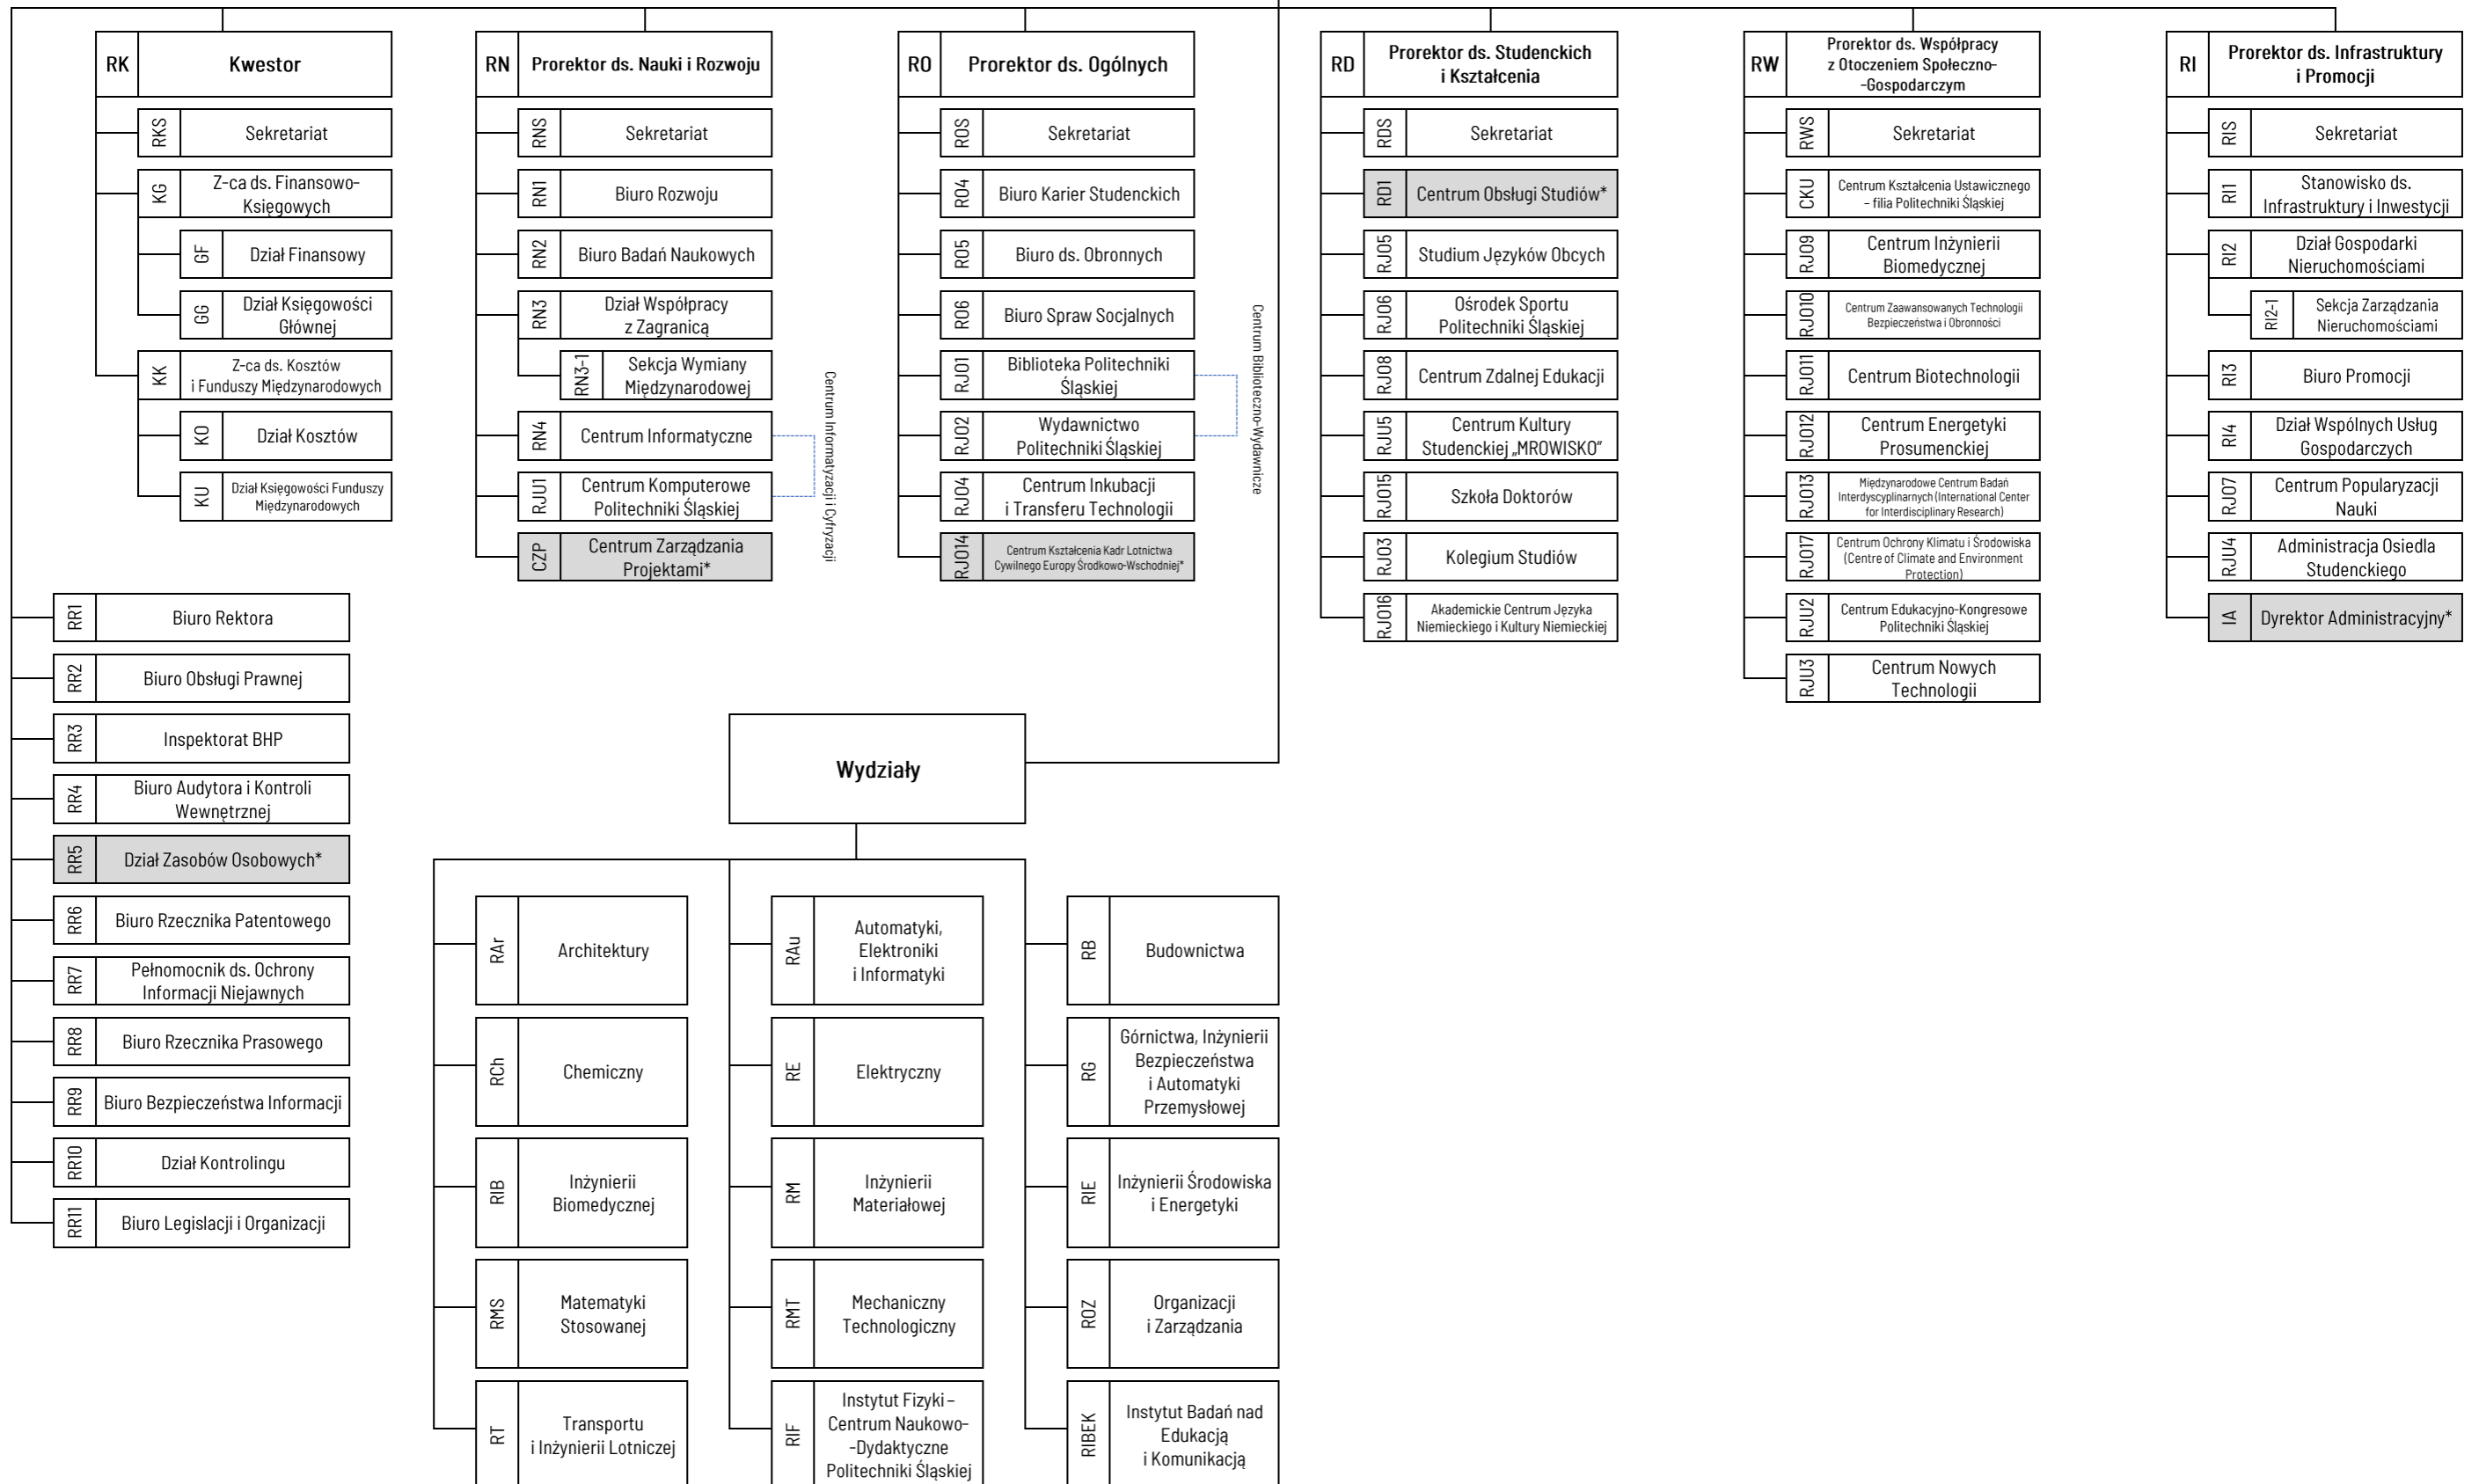 RK
Kwestor
RKS
Sekretariat
KG
Z-ca ds. Finansowo-
Księgowych
GF
Dział Finansowy
GG
Dział Księgowości
Głównej
KK
Z-ca ds. Kosztów
i Funduszy Międzynarodowych
KO
Dział Kosztów
KU
Dział Księgowości Funduszy
Międzynarodowych
RN
Prorektor ds. Nauki i Rozwoju
RNS
Sekretariat
RN1
Biuro Rozwoju
RN2
Biuro Badań Naukowych
RN3
Dział Współpracy
z Zagranicą
RN3-1
Sekcja Wymiany
Międzynarodowej
RN4
Centrum Informatyczne
RJU1
Centrum Komputerowe
Politechniki Śląskiej
CZP
Centrum Zarządzania
Projektami*
Centrum Informatyzacji i Cyfryzacji
RO
Prorektor ds. Ogólnych
ROS
Sekretariat
RO4
Biuro Karier Studenckich
RO5
Biuro ds. Obronnych
RO6
Biuro Spraw Socjalnych
RJO1
Biblioteka Politechniki
Śląskiej
RJO2
Wydawnictwo
Politechniki Śląskiej
RJO4
Centrum Inkubacji
i Transferu Technologii
RJO14
Centrum Kształcenia Kadr Lotnictwa
Cywilnego Europy Środkowo-Wschodniej*
Centrum Biblioteczno-Wydawnicze
RD
Prorektor ds. Studenckich
i Kształcenia
RDS
Sekretariat
RD1
Centrum Obsługi Studiów*
RJO5
Studium Języków Obcych
RJO6
Ośrodek Sportu
Politechniki Śląskiej
RJO8
Centrum Zdalnej Edukacji
RJU5
Centrum Kultury
Studenckiej „MROWISKO”
RJO15
Szkoła Doktorów
RJO3
Kolegium Studiów
RJO16
Akademickie Centrum Języka
Niemieckiego i Kultury Niemieckiej
RW
Prorektor ds. Współpracy
z Otoczeniem Społeczno-
-Gospodarczym
RWS
Sekretariat
CKU
Centrum Kształcenia Ustawicznego
– filia Politechniki Śląskiej
RJO9
Centrum Inżynierii
Biomedycznej
RJO10
Centrum Zaawansowanych Technologii
Bezpieczeństwa i Obronności
RJO11
Centrum Biotechnologii
RJO12
Centrum Energetyki
Prosumenckiej
RJO13
Międzynarodowe Centrum Badań
Interdyscyplinarnych (International Center
for Interdisciplinary Research)
RJO17
Centrum Ochrony Klimatu i Środowiska
(Centre of Climate and Environment
Protection)
RJU2
Centrum Edukacyjno-Kongresowe
Politechniki Śląskiej
RJU3
Centrum Nowych
Technologii
RI
Prorektor ds. Infrastruktury
i Promocji
RIS
Sekretariat
RI1
Stanowisko ds.
Infrastruktury i Inwestycji
RI2
Dział Gospodarki
Nieruchomościami
RI2-1
Sekcja Zarządzania
Nieruchomościami
RI3
Biuro Promocji
RI4
Dział Wspólnych Usług
Gospodarczych
RJO7
Centrum Popularyzacji
Nauki
RJU4
Administracja Osiedla
Studenckiego
IA
Dyrektor Administracyjny*
RR1
Biuro Rektora
RR2
Biuro Obsługi Prawnej
RR3
Inspektorat BHP
RR4
Biuro Audytora i Kontroli
Wewnętrznej
RR5
Dział Zasobów Osobowych*
RR6
Biuro Rzecznika Patentowego
RR7
Pełnomocnik ds. Ochrony
Informacji Niejawnych
RR8
Biuro Rzecznika Prasowego
RR9
Biuro Bezpieczeństwa Informacji
RR10
Dział Kontrolingu
RR11
Biuro Legislacji i Organizacji
Wydziały
RAr
Architektury
RCh
Chemiczny
RIB
Inżynierii
Biomedycznej
RMS
Matematyki
Stosowanej
RT
Transportu
i Inżynierii Lotniczej
RAu
Automatyki,
Elektroniki
i Informatyki
RE
Elektryczny
RM
Inżynierii
Materiałowej
RMT
Mechaniczny
Technologiczny
RIF
Instytut Fizyki –
Centrum Naukowo-
-Dydaktyczne
Politechniki Śląskiej
RB
Budownictwa
RG
Górnictwa, Inżynierii
Bezpieczeństwa
i Automatyki
Przemysłowej
RIE
Inżynierii Środowiska
i Energetyki
ROZ
Organizacji
i Zarządzania
RIBEK
Instytut Badań nad
Edukacją
i Komunikacją